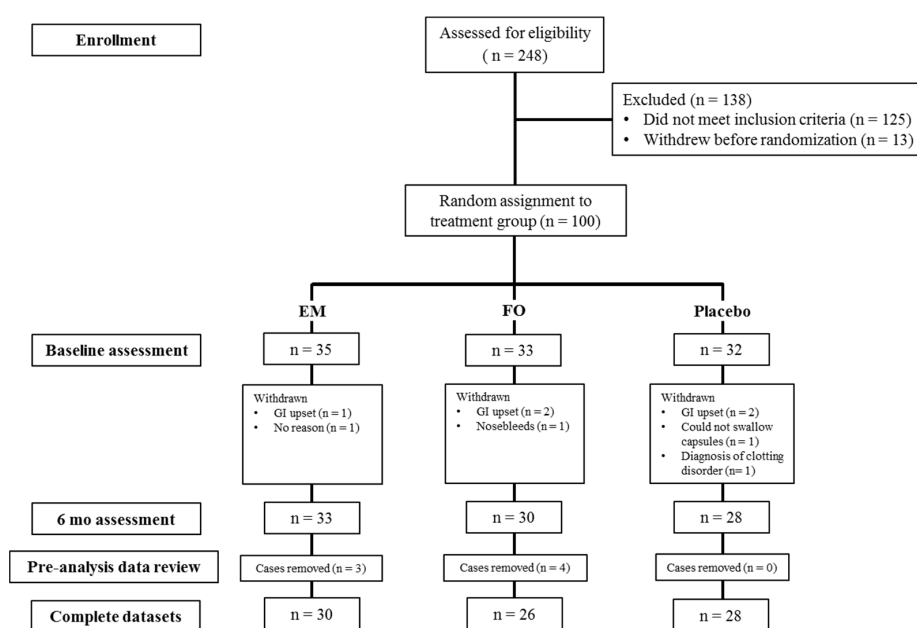 Enrollment
Assessed for eligibility
( n = 248)
Excluded (n = 138)
• Did not meet inclusion criteria (n = 125)
• Withdrew before randomization (n = 13)
Random assignment to
treatment group (n = 100)
EM
FO
Placebo
Baseline assessment
n = 35
n = 33
n = 32
Withdrawn
• GI upset (n = 1)
• No reason (n = 1)
Withdrawn
• GI upset (n = 2)
• Nosebleeds (n = 1)
Withdrawn
• GI upset (n = 2)
• Could not swallow
capsules (n = 1)
• Diagnosis of clotting
disorder (n= 1)
6 mo assessment
n = 33
n = 30
n = 28
Pre-analysis data review
Cases removed (n = 3)
Cases removed (n = 4)
Cases removed (n = 0)
Complete datasets
n = 30
n = 26
n = 28